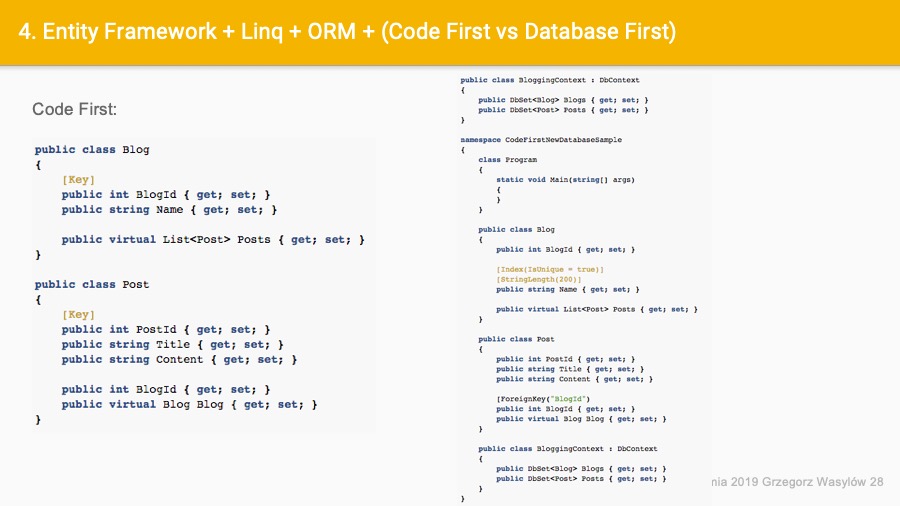 4. Entity Framework + Linq + ORM + (Code First vs Database First)
Code First:
public class Blog
{
[Key]
public int BlogId { get; set; }
public string Name { get; set; }
public virtual List<Post> Posts { get; set; }
}
public class Post
{
[Key]
public int PostId { get; set; }
public string Title { get; set; }
public string Content { get; set; }
public int BlogId { get; set; }
public virtual Blog Blog { get; set; }
}
public class BloggingContext : DbContext
{
public DbSet<Blog> Blogs { get; set; }
public DbSet<Post> Posts { get; set; }
}
namespace CodeFirstNewDatabaseSample
{
class Program
{
static void Main(string[] args)
{
}
}
public class Blog
{
public int BlogId { get; set; }
[Index(IsUnique = true)]
[StringLength(200)]
public string Name { get; set; }
public virtual List<Post> Posts { get; set; }
}
public class Post
{
public int PostId { get; set; }
public string Title { get; set; }
public string Content { get; set; }
[ForeignKey("BlogId")
public int BlogId { get; set; }
public virtual Blog Blog { get; set; }
}
public class BloggingContext : DbContext
{
public DbSet<Blog> Blogs { get; set; }
public DbSet<Post> Posts { get; set; }
}
}
nia 2019 Grzegorz Wasylów 28